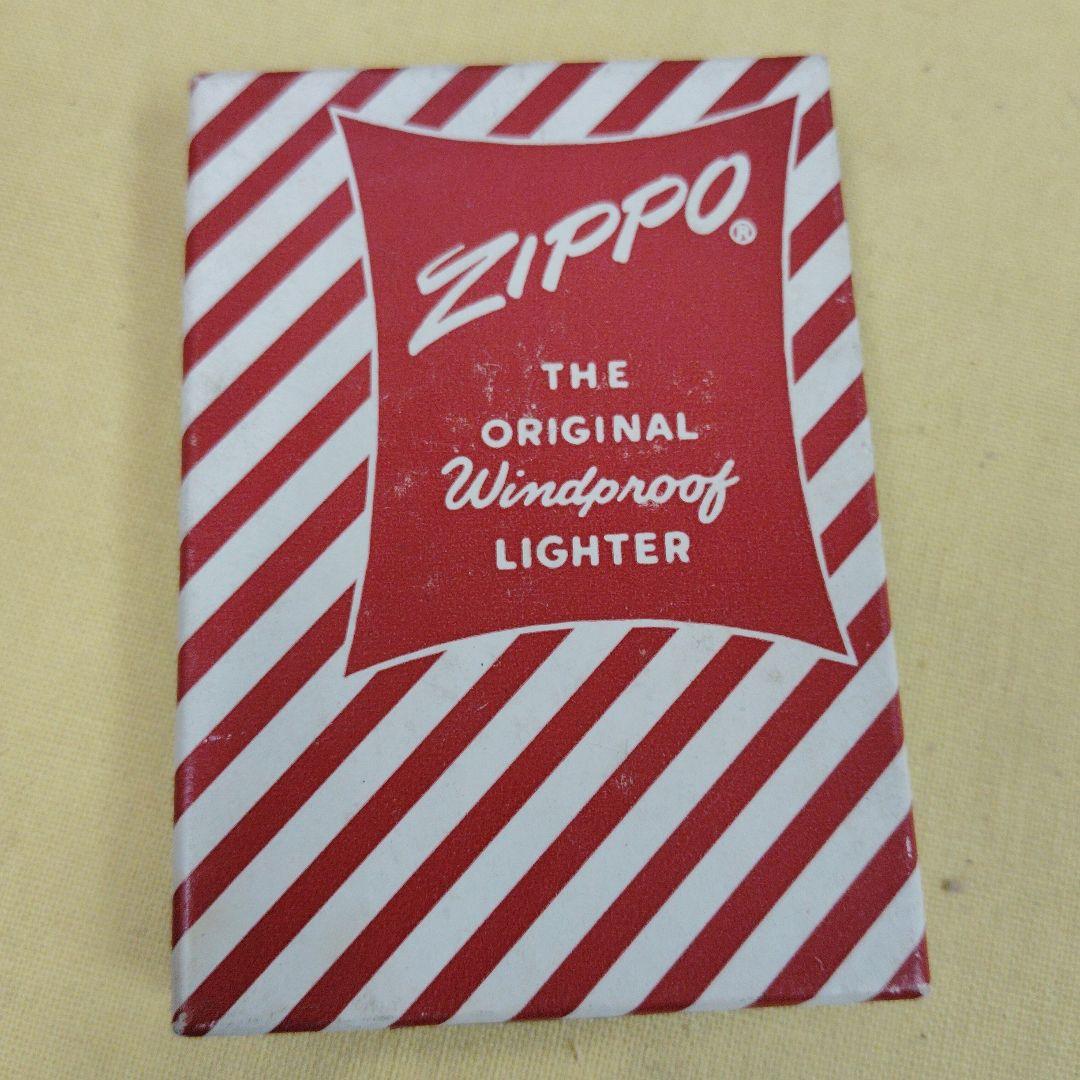 ZIPPO®
THE
ORIGINAL
Windproof
LIGHTER